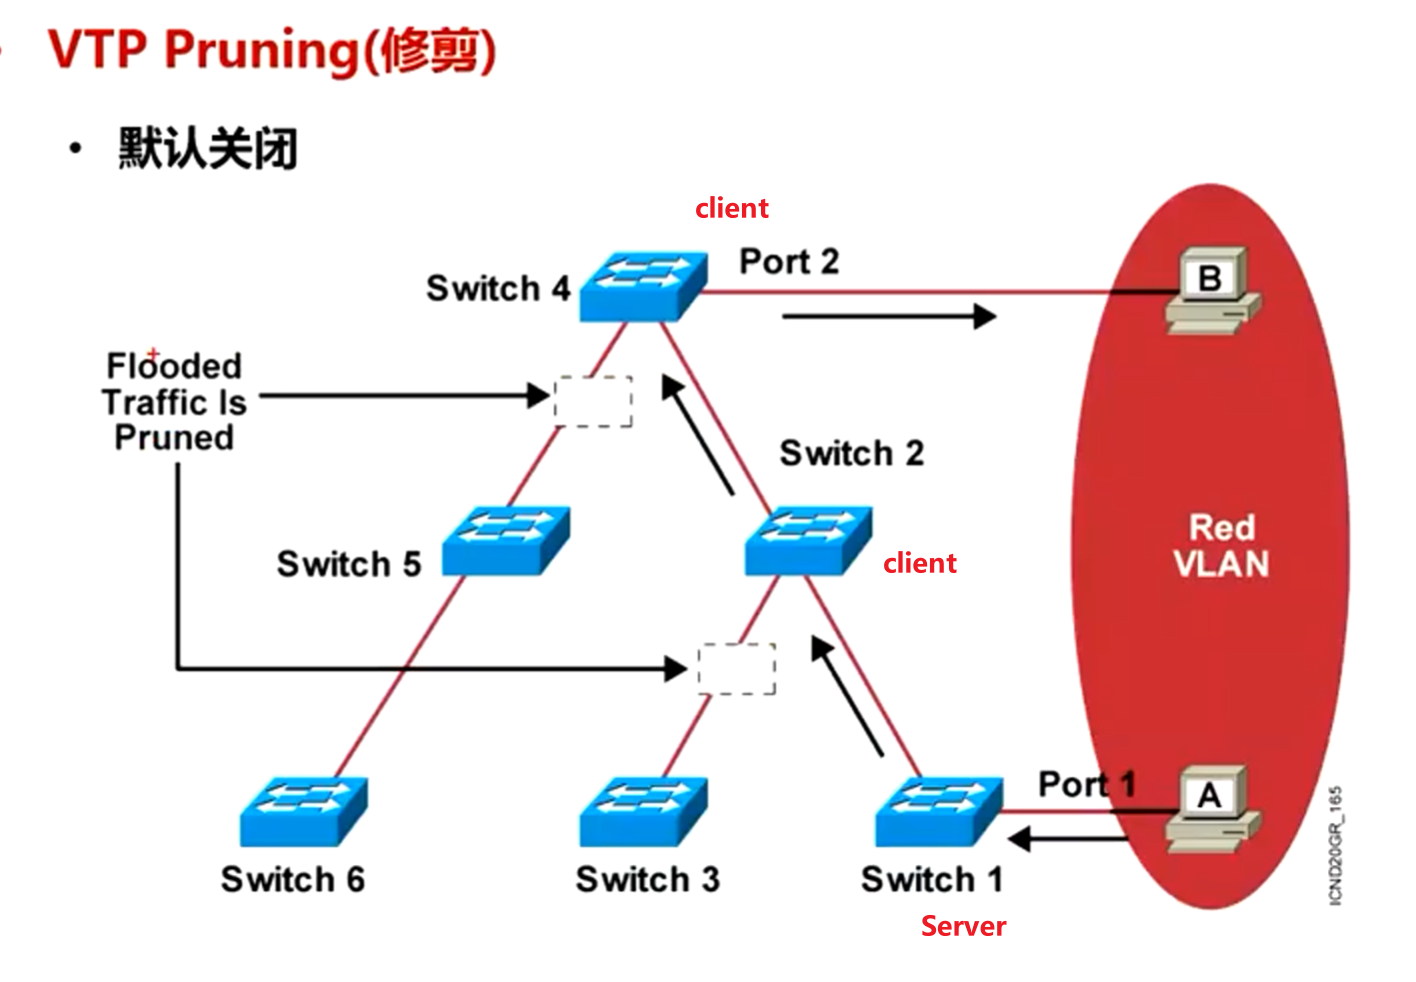 VTP Pruning(修剪)
• 默认关闭
client
Port 2
Switch 4
B
Flooded
Traffic Is
Pruned
Switch 2
Switch 5
client
Red
VLAN
Port 1
A
Switch 6
Switch 3
Switch 1
Server
ICND20GR_165